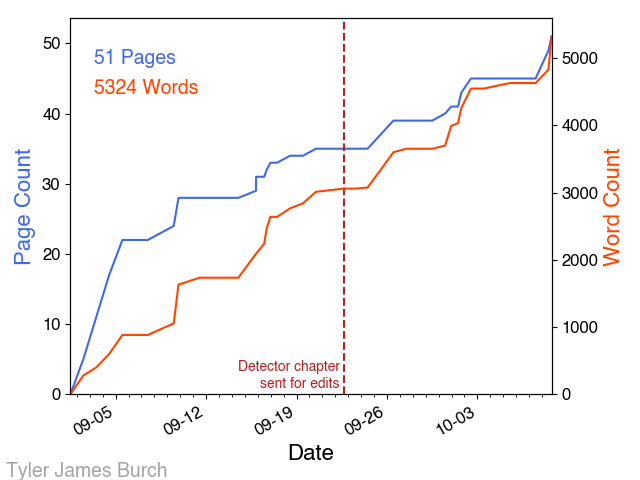 51 Pages
5324 Words
Page Count
50
40
30
20
10
0
5000
4000
3000
2000
1000
0
Word Count
Detector chapter
sent for edits
09-05
09-12
09-19
09-26
10-03
Date
Tyler James Burch